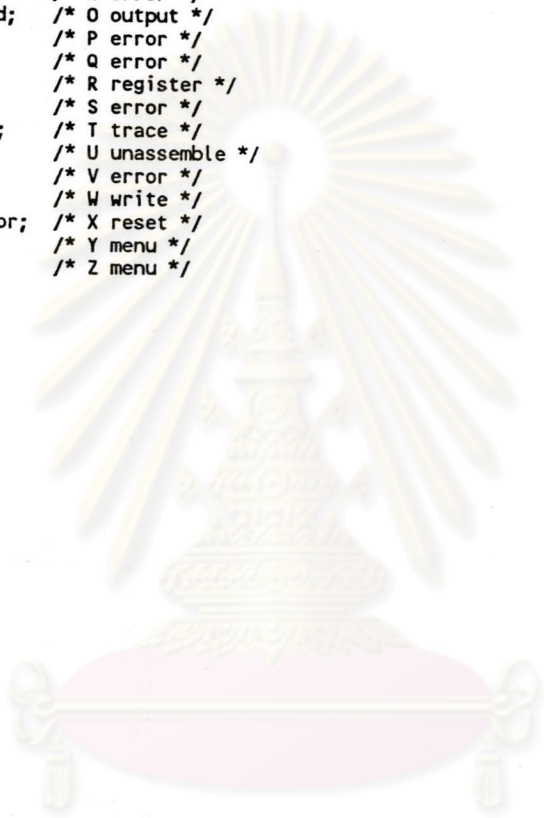 d; /* O output */
/* P error */
/* Q error */
/* R register */
/* S error */
; /* T trace */
/* U unassemble */
/* V error */
/* W write */
or; /* X reset */
/* Y menu */
/* Z menu */